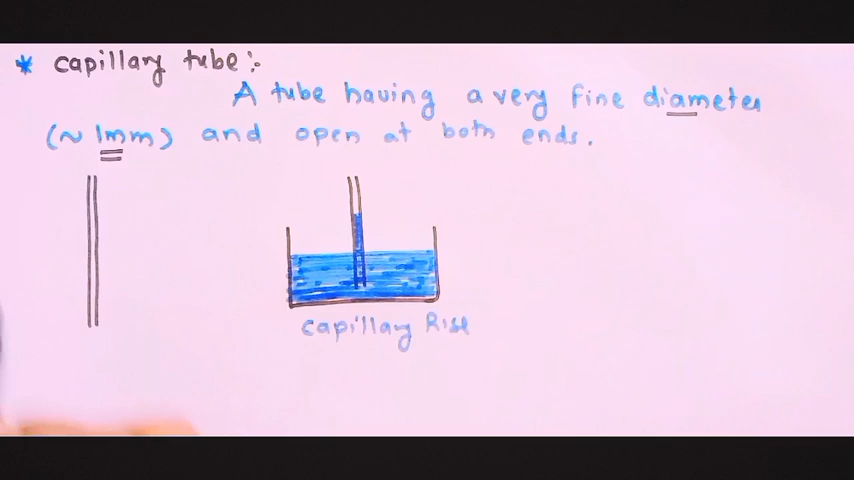 * capillary tube:-
A tube having a very fine diameter
(~ 1mm) and open at both ends.
capillary Rise